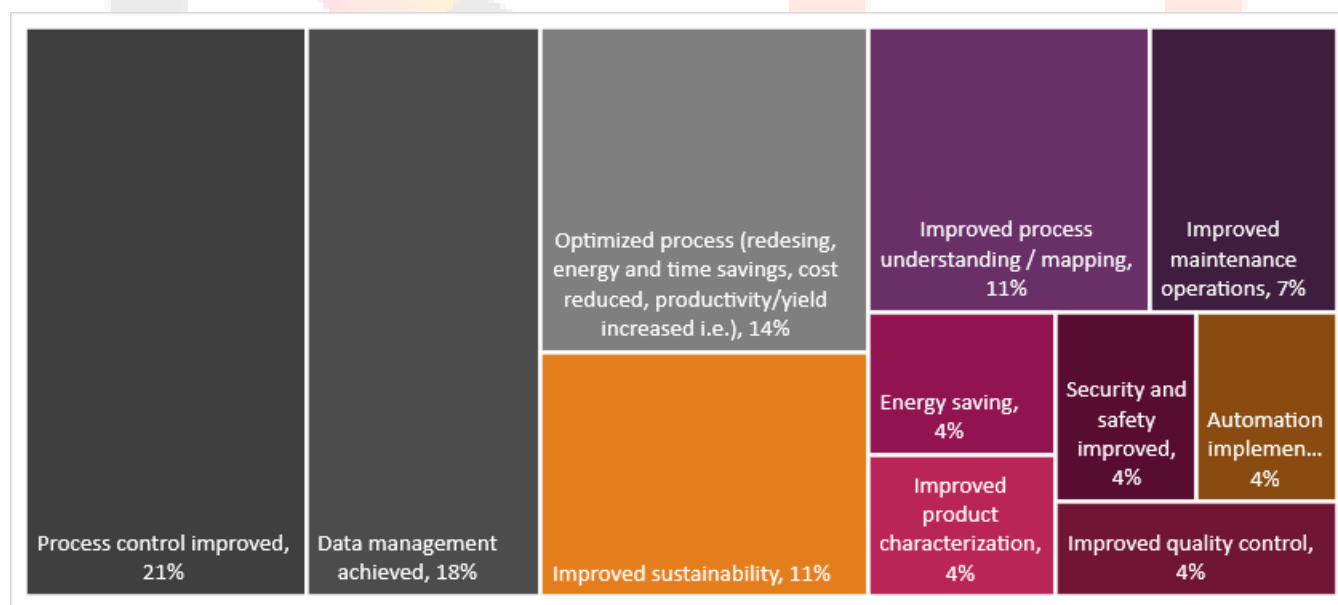 Process control improved,
21%
Data management
achieved, 18%
Optimized process (redesing,
energy and time savings, cost
reduced, productivity/yield
increased i.e.), 14%
Improved sustainability, 11%
Improved process
understanding / mapping,
11%
Improved
maintenance
operations, 7%
Energy saving,
4%
Improved
product
characterization,
4%
Security and
safety
improved,
4%
Automation
implemen...
4%
Improved quality control,
4%